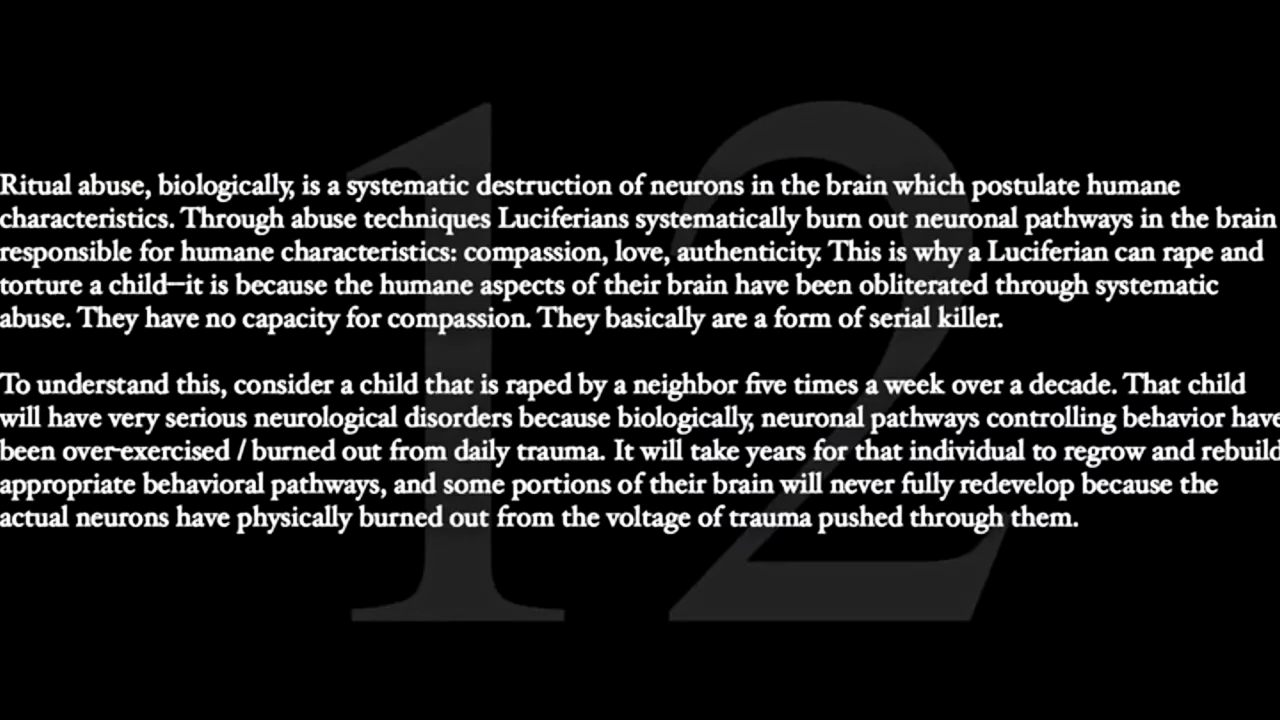 12
Ritual abuse, biologically, is a systematic destruction of neurons in the brain which postulate humane
characteristics. Through abuse techniques Luciferians systematically burn out neuronal pathways in the brain
responsible for humane characteristics: compassion, love, authenticity. This is why a Luciferian can rape and
torture a child—it is because the humane aspects of their brain have been obliterated through systematic
abuse. They have no capacity for compassion. They basically are a form of serial killer.
To understand this, consider a child that is raped by a neighbor five times a week over a decade. That child
will have very serious neurological disorders because biologically, neuronal pathways controlling behavior have
been over-exercised / burned out from daily trauma. It will take years for that individual to regrow and rebuild
appropriate behavioral pathways, and some portions of their brain will never fully redevelop because the
actual neurons have physically burned out from the voltage of trauma pushed through them.